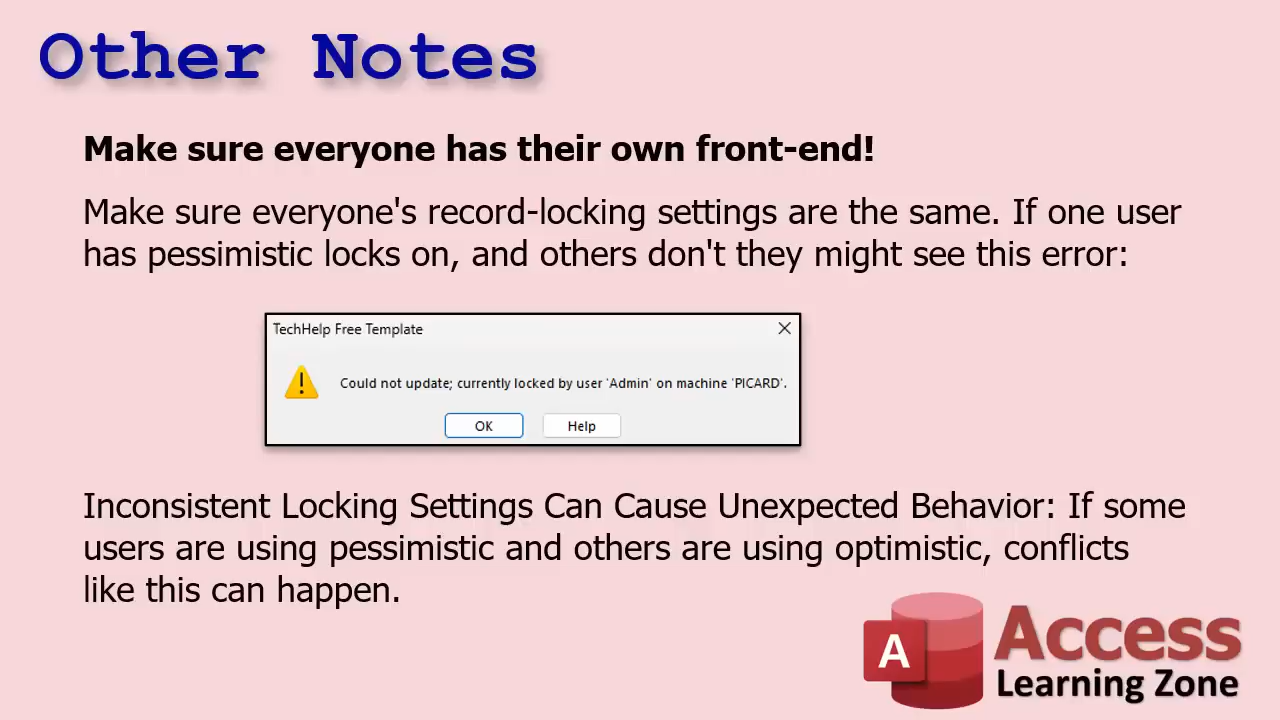 Other Notes
Make sure everyone has their own front-end!
Make sure everyone's record-locking settings are the same. If one user
has pessimistic locks on, and others don't they might see this error:
TechHelp Free Template
Could not update; currently locked by user 'Admin' on machine 'PICARD'.
OK Help
Inconsistent Locking Settings Can Cause Unexpected Behavior: If some
users are using pessimistic and others are using optimistic, conflicts
like this can happen.
A
Access
Learning Zone